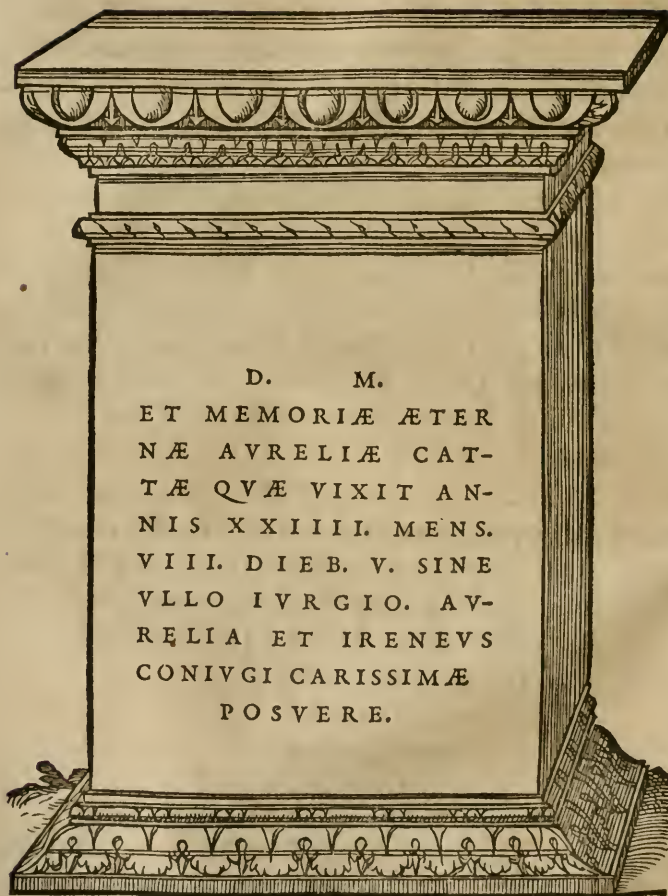 D. M.
ET MEMORIÆ ÆTER
NÆ AVRELIÆ CAT-
TÆ QVÆ VIXIT AN-
NIS XXIIII. MENS.
VIII. DIEB. V. SINE
VLLO IVRGIO. AV-
RELIA ET IRENEVS
CONIVGI CARISSIMÆ
POSVERE.